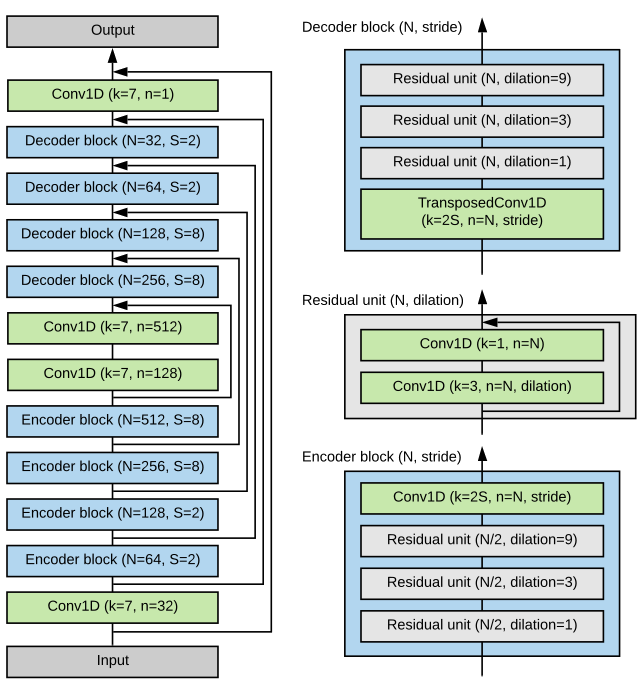 Output
Conv1D (k=7, n=1)
Decoder block (N=32, S=2)
Decoder block (N=64, S=2)
Decoder block (N=128, S=8)
Decoder block (N=256, S=8)
Conv1D (k=7, n=512)
Conv1D (k=7, n=128)
Encoder block (N=512, S=8)
Encoder block (N=256, S=8)
Encoder block (N=128, S=2)
Encoder block (N=64, S=2)
Conv1D (k=7, n=32)
Input
Decoder block (N, stride)
Residual unit (N, dilation=9)
Residual unit (N, dilation=3)
Residual unit (N, dilation=1)
TransposedConv1D
(k=2S, n=N, stride)
Residual unit (N, dilation)
Conv1D (k=1, n=N)
Conv1D (k=3, n=N, dilation)
Encoder block (N, stride)
Conv1D (k=2S, n=N, stride)
Residual unit (N/2, dilation=9)
Residual unit (N/2, dilation=3)
Residual unit (N/2, dilation=1)